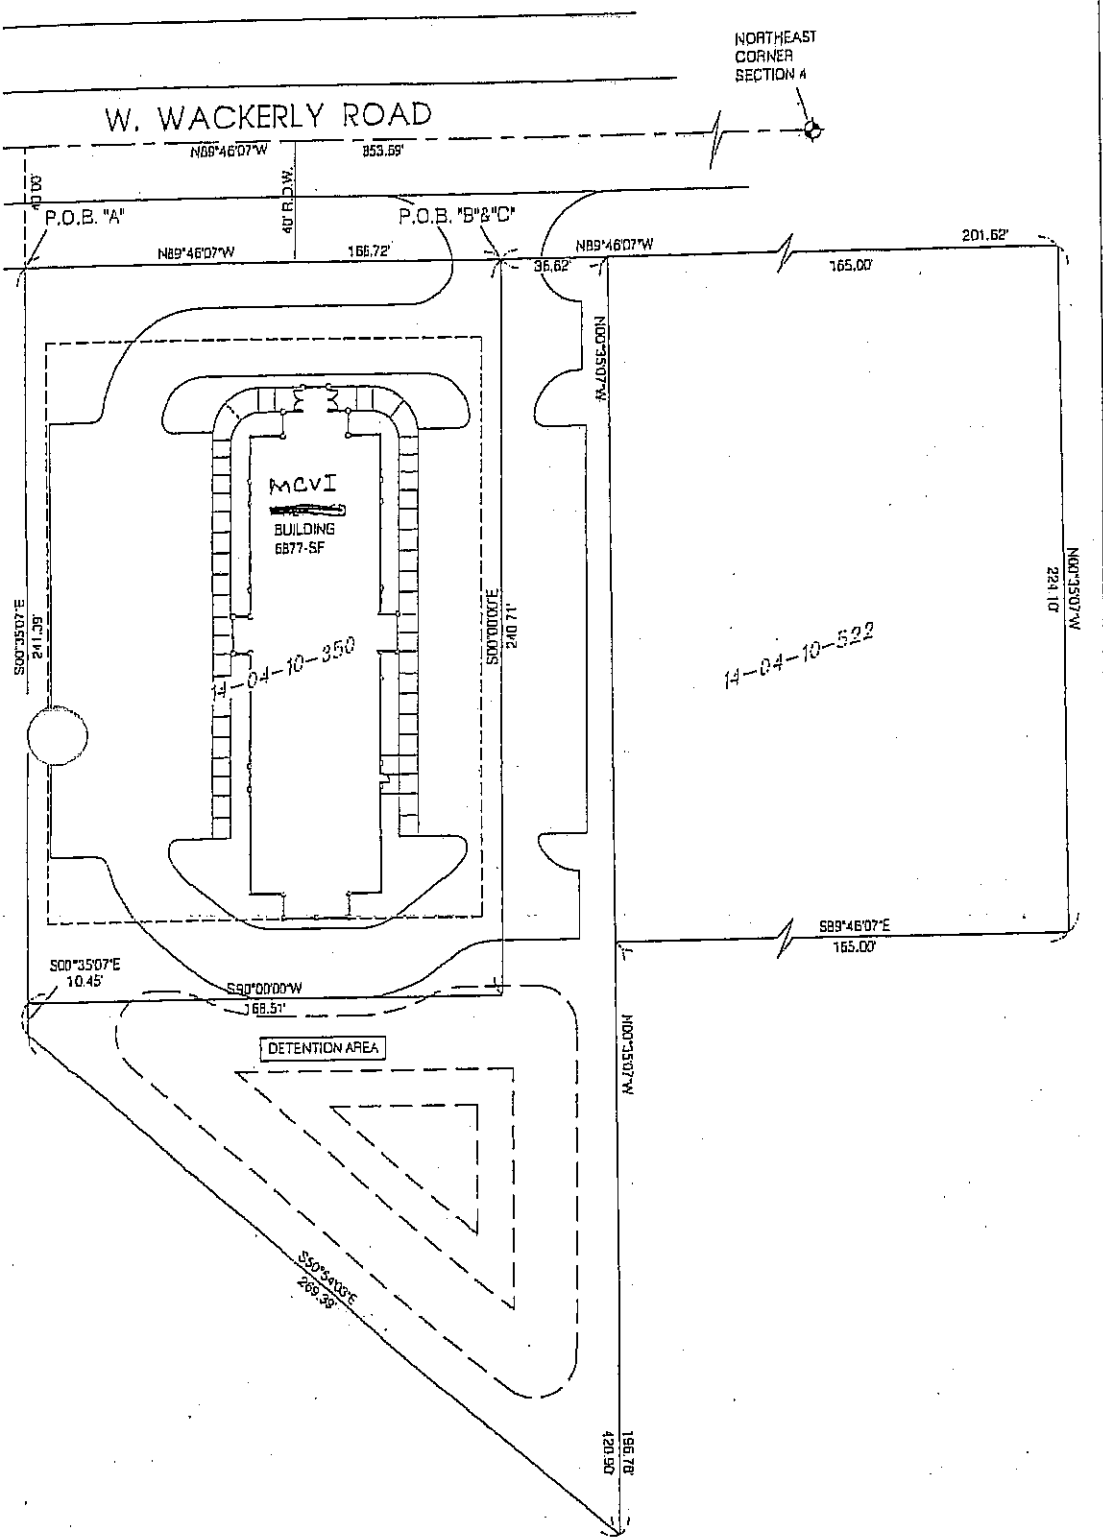 NORTHEAST
CORNER
SECTION 4
W. WACKERLY ROAD
N89°46'07"W 853.69'
40.00'
40' R.O.W.
P.O.B. "A"
P.O.B. "B"&"C"
N89°46'07"W 166.72'
36.62'
N89°46'07"W
201.62'
165.00'
N00°35'07"W
MCVI
BUILDING
6877-SF
S00°35'07"E
241.39'
S00°00'00"E
240.71'
N00°35'07"W
224.10'
14-04-10-350
14-04-10-522
S89°46'07"E
165.00'
S00°35'07"E
10.45'
S90°00'00"W
168.51'
N00°35'07"W
DETENTION AREA
S50°54'03"E
269.39'
196.78'
420.90'